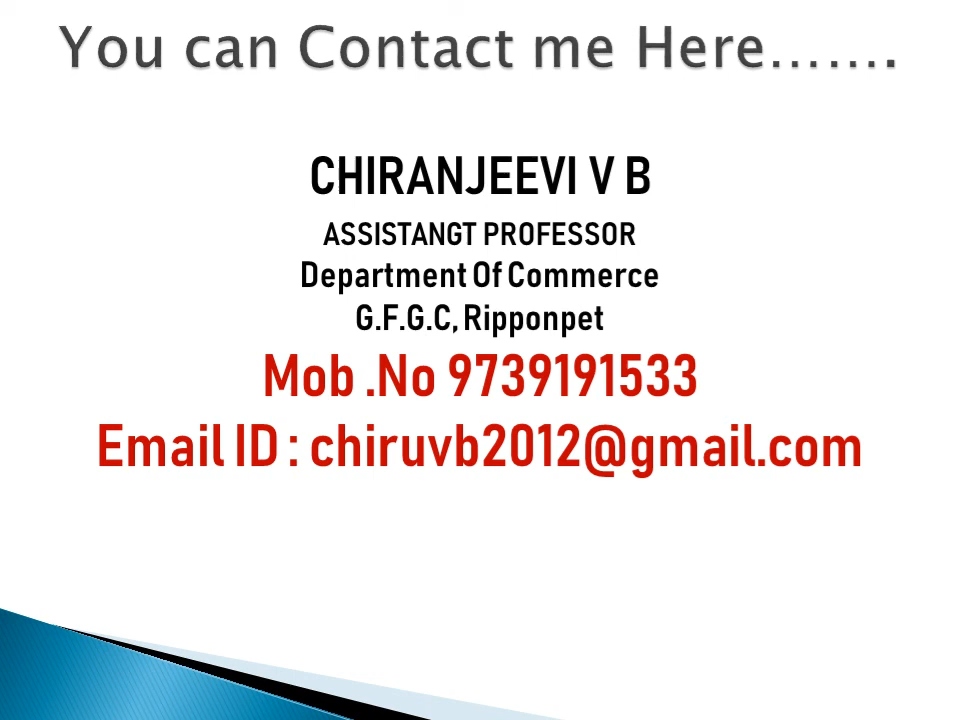 You can Contact me Here…….
CHIRANJEEVI V B
ASSISTANGT PROFESSOR
Department Of Commerce
G.F.G.C, Ripponpet
Mob .No 9739191533
Email ID : chiruvb2012@gmail.com